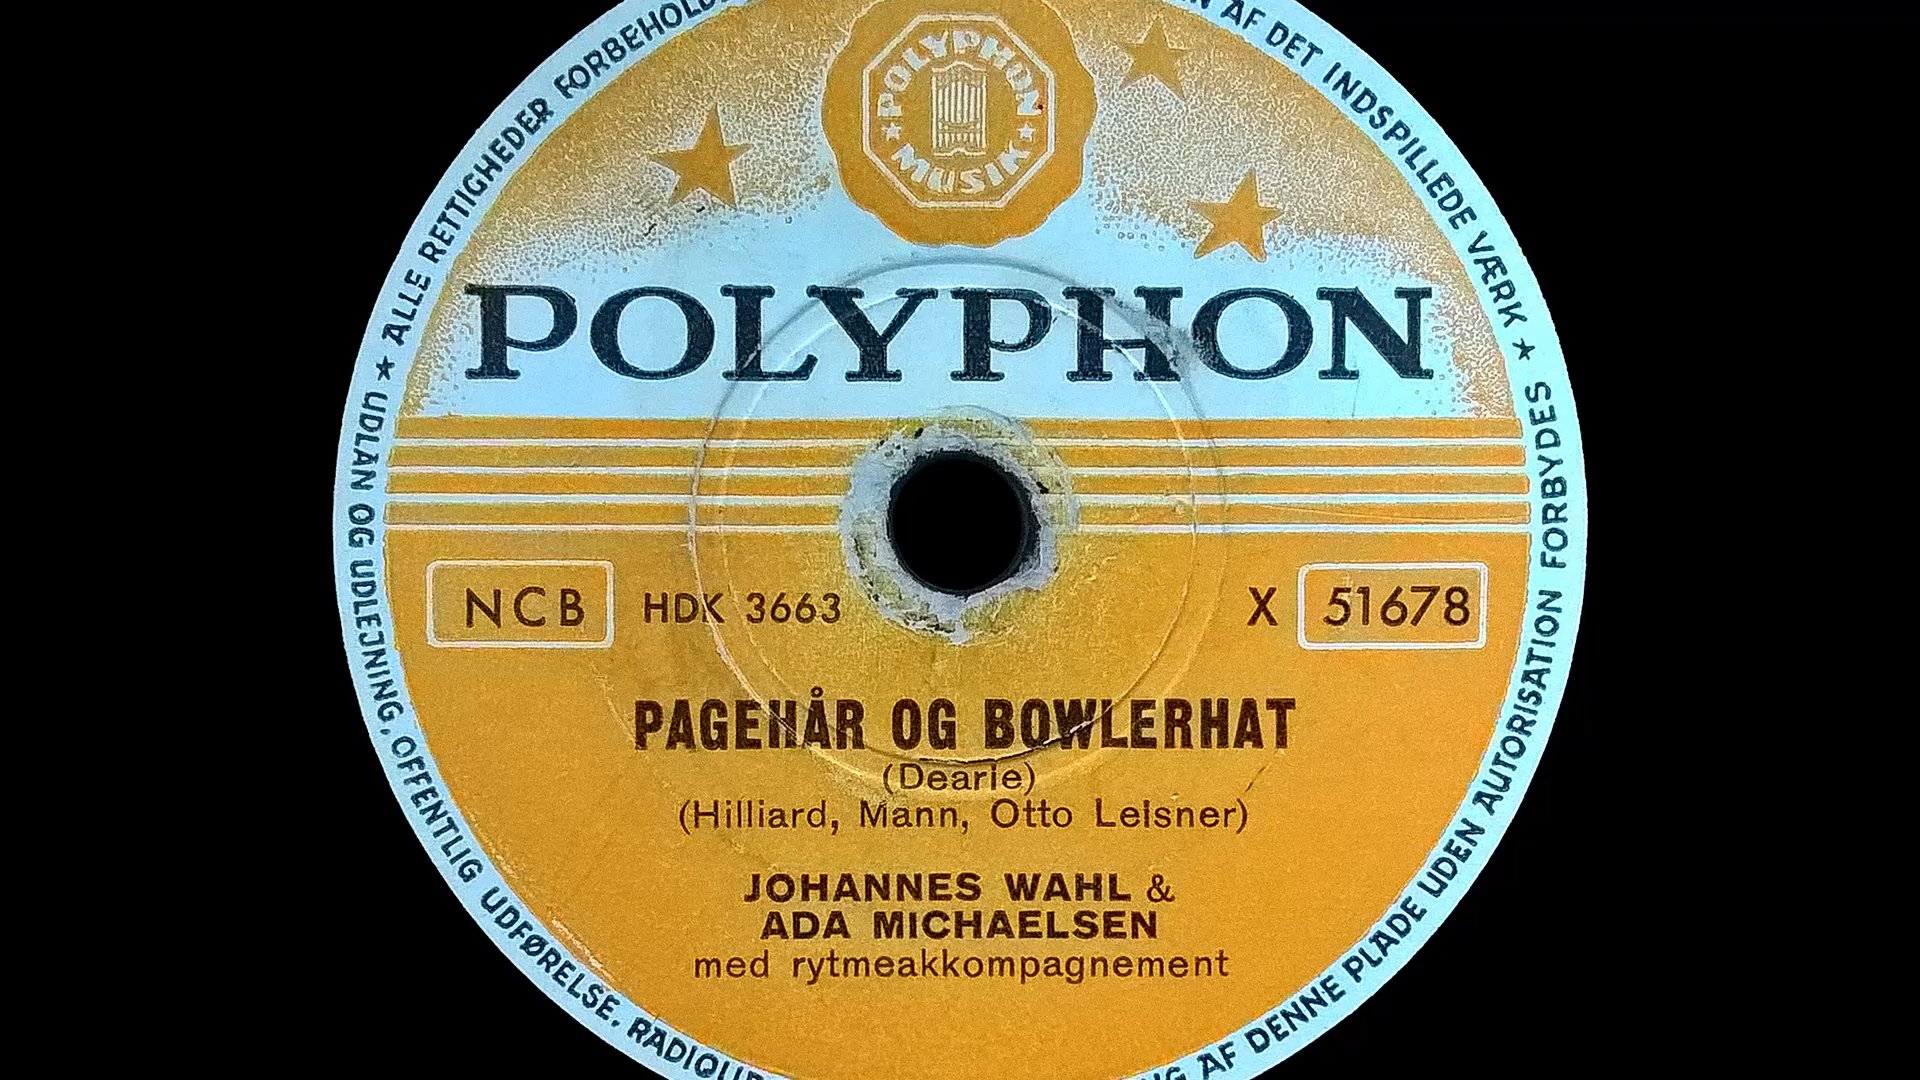 ALLE RETTIGHEDER
AF DET INDSPILLEDE VÆRK
POLYPHON
MUSIK
POLYPHON
NCB
HDK 3663
X 51678
PAGEHÅR OG BOWLERHAT
(Dearie)
(Hilliard, Mann, Otto Leisner)
JOHANNES WAHL &
ADA MICHAELSEN
med rytmeakkompagnement
UDLÅN OG UDLEJNING, OFFENTLIG UDFØRELSE,
AF DENNE PLADE UDEN AUTORISATION FORBYDES